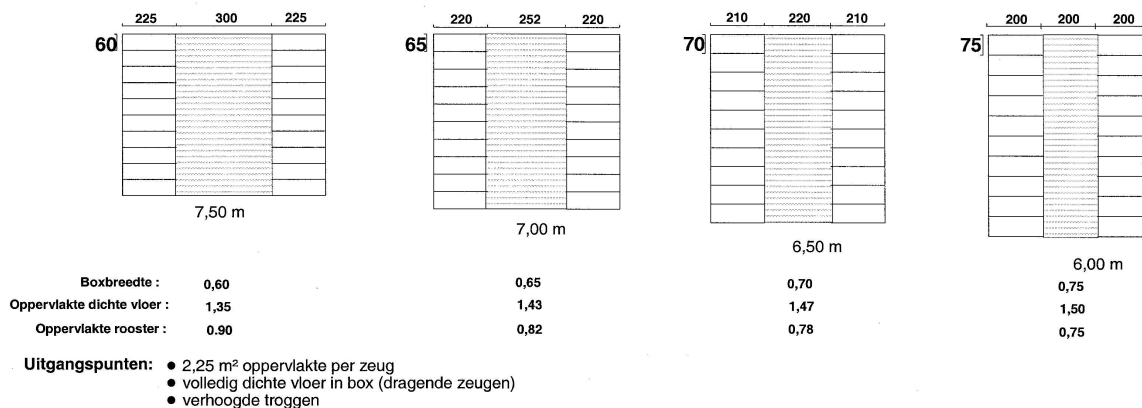 225 300 225
60
7,50 m
220 252 220
65
7,00 m
210 220 210
70
6,50 m
200 200 200
75
6,00 m
Boxbreedte : 0,60 0,65 0,70 0,75
Oppervlakte dichte vloer : 1,35 1,43 1,47 1,50
Oppervlakte rooster : 0.90 0,82 0,78 0,75
Uitgangspunten: ● 2,25 m² oppervlakte per zeug
● volledig dichte vloer in box (dragende zeugen)
● verhoogde troggen